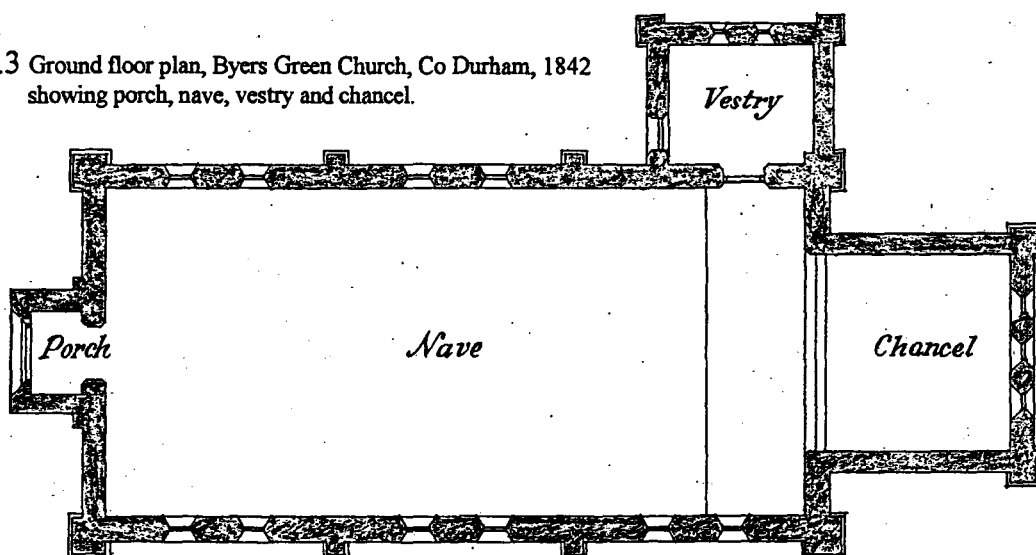 .3 Ground floor plan, Byers Green Church, Co Durham, 1842
showing porch, nave, vestry and chancel.
Vestry
Porch
Nave
Chancel